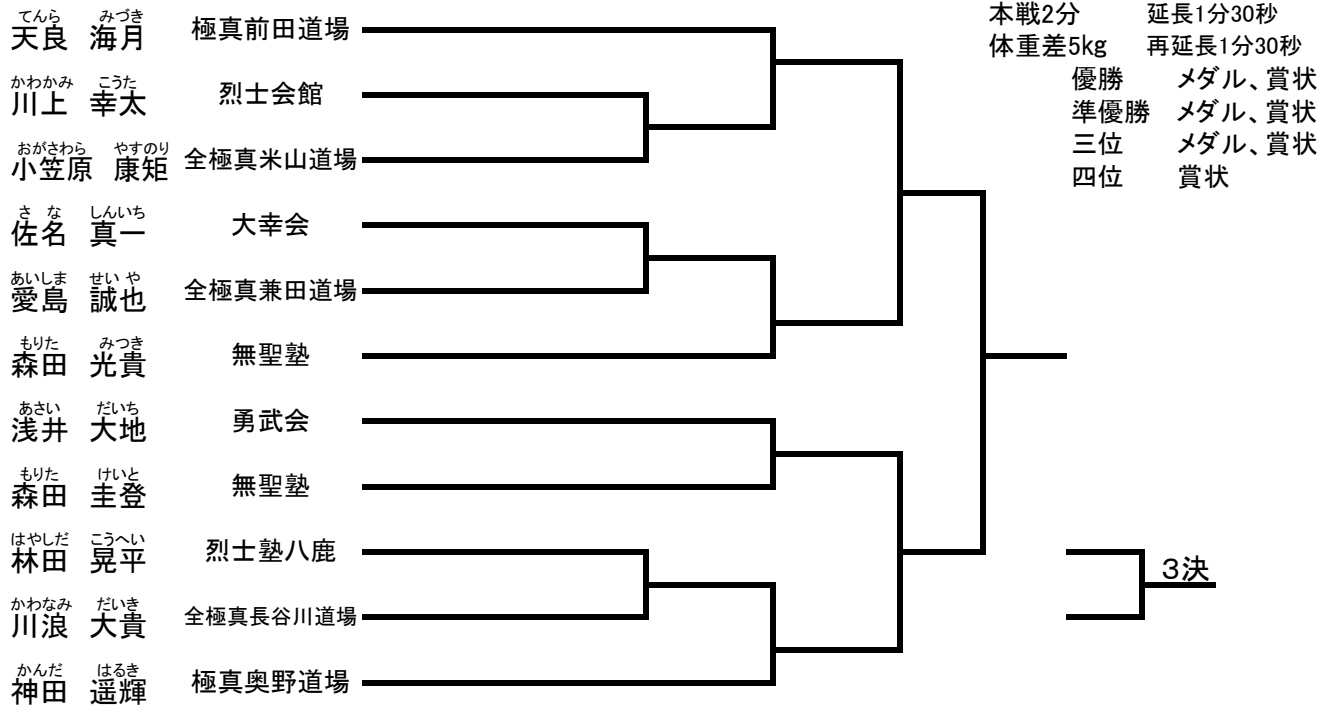 てんら みづき
天良 海月 極真前田道場
かわかみ こうた
川上 幸太 烈士会館
おがさわら やすのり
小笠原 康矩 全極真米山道場
さ な しんいち
佐名 真一 大幸会
あいしま せい や
愛島 誠也 全極真兼田道場
もりた みつき
森田 光貴 無聖塾
あさい だいち
浅井 大地 勇武会
もりた けいと
森田 圭登 無聖塾
はやしだ こうへい
林田 晃平 烈士塾八鹿
かわなみ だいき
川浪 大貴 全極真長谷川道場
かんだ はるき
神田 遥輝 極真奥野道場
本戦2分 延長1分30秒
体重差5kg 再延長1分30秒
優勝 メダル、賞状
準優勝 メダル、賞状
三位 メダル、賞状
四位 賞状
3決